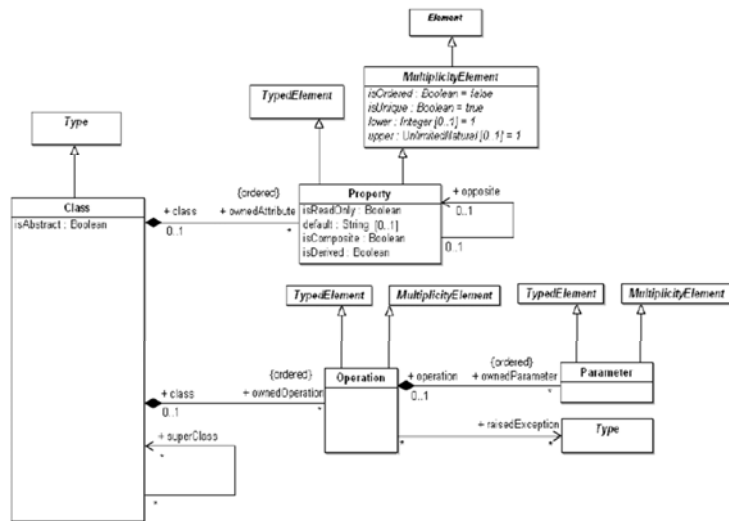 Element
MultiplicityElement
isOrdered : Boolean = false
isUnique : Boolean = true
lower : Integer [0..1] = 1
upper : UnlimitedNatural [0..1] = 1
TypedElement
Type
Class
isAbstract : Boolean
+ class
0..1
{ordered}
+ ownedAttribute
*
Property
isReadOnly : Boolean
default : String [0..1]
isComposite : Boolean
isDerived : Boolean
+ opposite
0..1
0..1
TypedElement
MultiplicityElement
TypedElement
MultiplicityElement
+ class
0..1
{ordered}
+ ownedOperation
*
Operation
+ operation
0..1
{ordered}
+ ownedParameter
*
Parameter
+ superClass
*
*
*
+ raisedException
*
Type